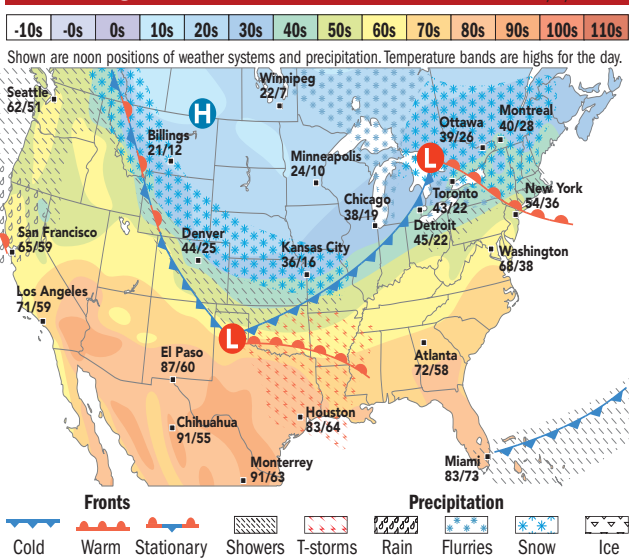 -10s -0s 0s 10s 20s 30s 40s 50s 60s 70s 80s 90s 100s 110s
Shown are noon positions of weather systems and precipitation. Temperature bands are highs for the day.
Seattle
62/51
Winnipeg
22/7
H
Billings
21/12
Minneapolis
24/10
Ottawa
39/26
Montreal
40/28
L
Chicago
38/19
Toronto
43/22
Detroit
45/22
New York
54/36
San Francisco
65/59
Denver
44/25
Kansas City
36/16
Washington
68/38
Los Angeles
71/59
L
El Paso
87/60
Atlanta
72/58
Chihuahua
91/55
Houston
83/64
Monterrey
91/63
Miami
83/73
Fronts
Cold Warm Stationary
Precipitation
Showers T-storms Rain Flurries Snow Ice